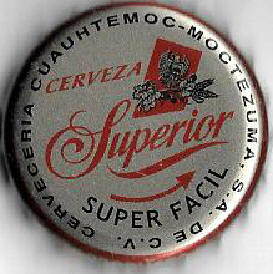 CERVECERIA CUAUHTEMOC-MOCTEZUMA S.A. DE C.V.
CERVEZA
Superior
SUPER FACIL